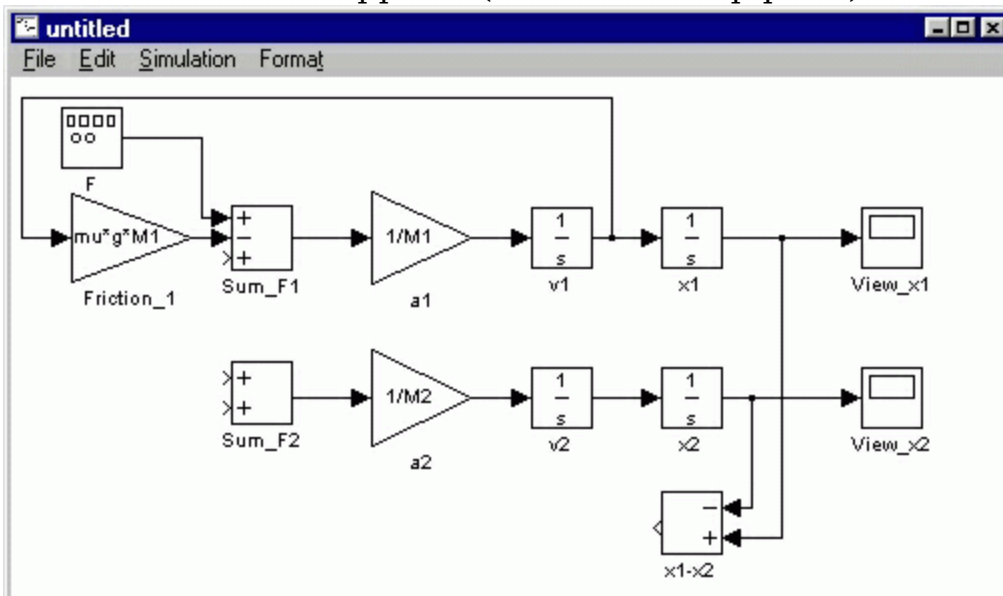 untitled
File Edit Simulation Format
F
mu*g*M1
Friction_1
+
−
+
Sum_F1
1/M1
a1
1
s
v1
1
s
x1
View_x1
+
+
Sum_F2
1/M2
a2
1
s
v2
1
s
x2
View_x2
−
+
x1-x2